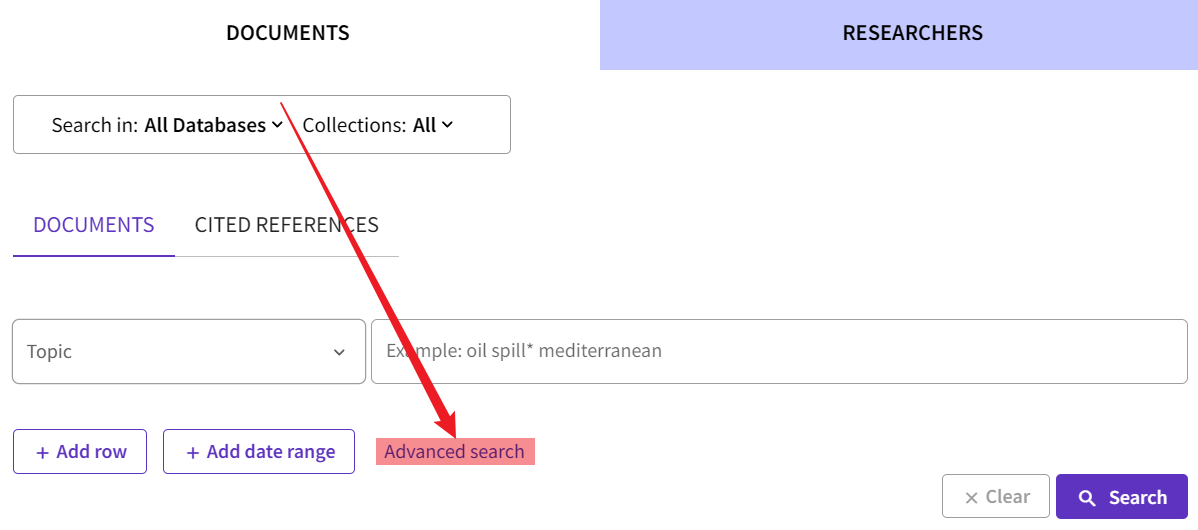 DOCUMENTS
RESEARCHERS
Search in: All Databases Collections: All
DOCUMENTS CITED REFERENCES
Topic
Example: oil spill* mediterranean
+ Add row + Add date range Advanced search
× Clear Search